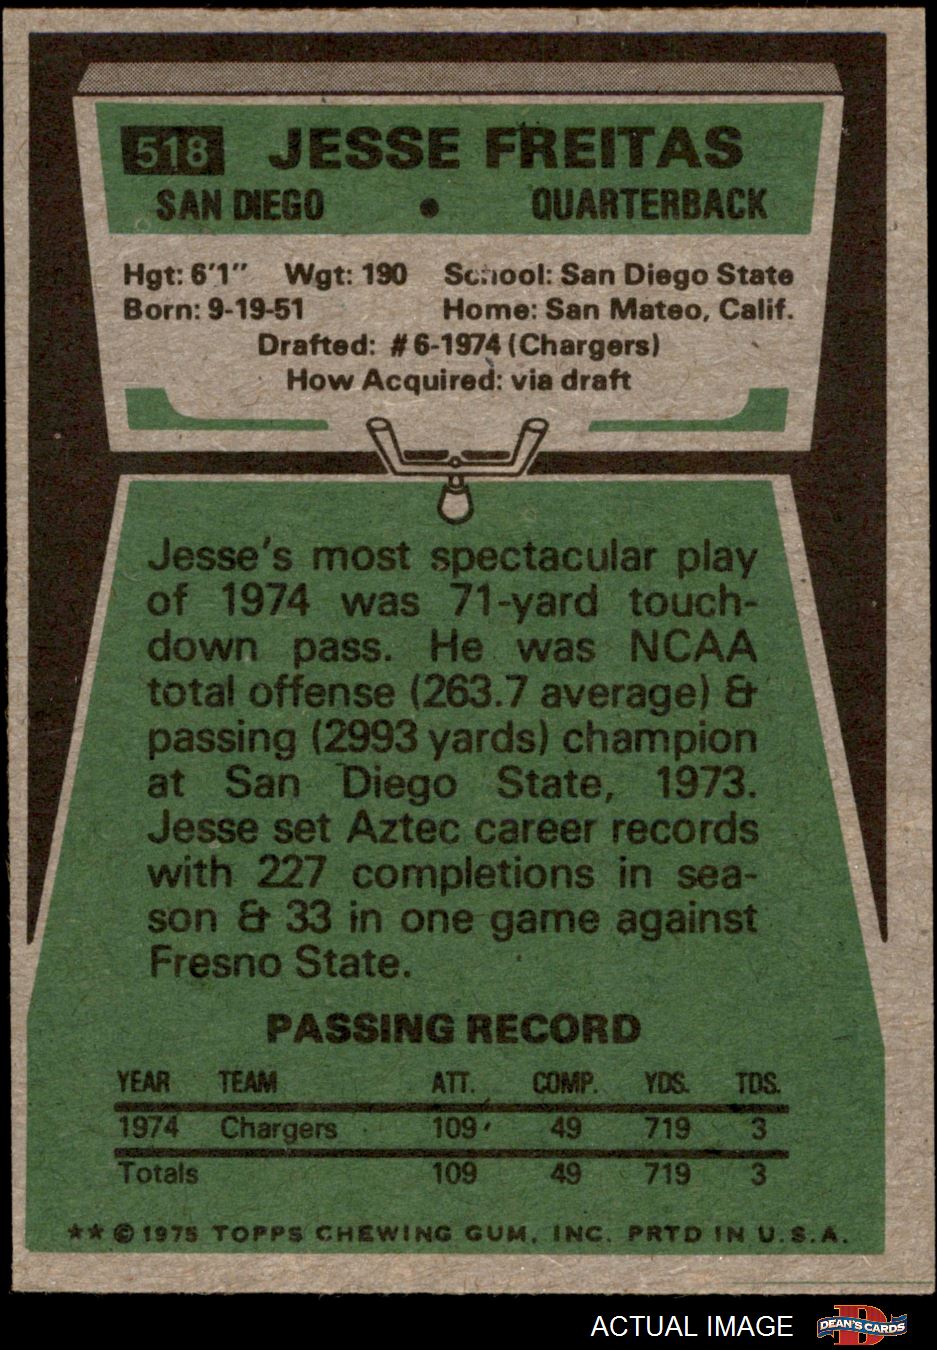 518 JESSE FREITAS
SAN DIEGO • QUARTERBACK
Hgt: 6'1" Wgt: 190 School: San Diego State
Born: 9-19-51 Home: San Mateo, Calif.
Drafted: #6-1974 (Chargers)
How Acquired: via draft
Jesse's most spectacular play
of 1974 was 71-yard touch-
down pass. He was NCAA
total offense (263.7 average) &
passing (2993 yards) champion
at San Diego State, 1973.
Jesse set Aztec career records
with 227 completions in sea-
son & 33 in one game against
Fresno State.
PASSING RECORD
YEAR TEAM ATT. COMP. YDS. TDS.
1974 Chargers 109 49 719 3
Totals 109 49 719 3
★★ © 1975 TOPPS CHEWING GUM, INC. PRTD IN U.S.A.
ACTUAL IMAGE
D
DEAN'S CARDS